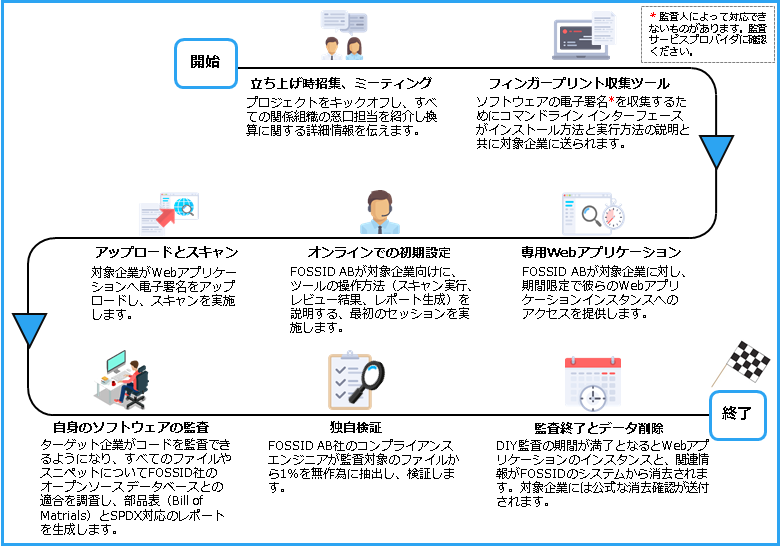 * 監査人によって対応でき
ないものがあります。監査
サービスプロバイダに確認
ください。
開始
立ち上げ時招集、ミーティング
プロジェクトをキックオフし、すべ
ての関係組織の窓口担当を紹介し換
算に関する詳細情報を伝えます。
フィンガープリント収集ツール
ソフトウェアの電子署名*を収集するた
めにコマンドライン インターフェース
がインストール方法と実行方法の説明と
共に対象企業に送られます。
専用Webアプリケーション
FOSSID ABが対象企業に対し、
期間限定で彼らのWebアプリ
ケーションインスタンスへの
アクセスを提供します。
オンラインでの初期設定
FOSSID ABが対象企業向けに、
ツールの操作方法（スキャン実行、
レビュー結果、レポート生成）を
説明する、最初のセッションを実
施します。
アップロードとスキャン
対象企業がWebアプリケー
ションへ電子署名をアップ
ロードし、スキャンを実施
します。
自身のソフトウェアの監査
ターゲット企業がコードを監査でき
るようになり、すべてのファイルや
スニペットについてFOSSID社の
オープンソース データベースとの
適合を調査し、部品表（Bill of
Matrials）とSPDX対応のレポート
を生成します。
独自検証
FOSSID AB社のコンプライアンス
エンジニアが監査対象のファイルか
ら1%を無作為に抽出し、検証しま
す。
監査終了とデータ削除
DIY監査の期間が満了となるとWebアプ
リケーションのインスタンスと、関連情
報がFOSSIDのシステムから消去されま
す。対象企業には公式な消去確認が送付
されます。
終了